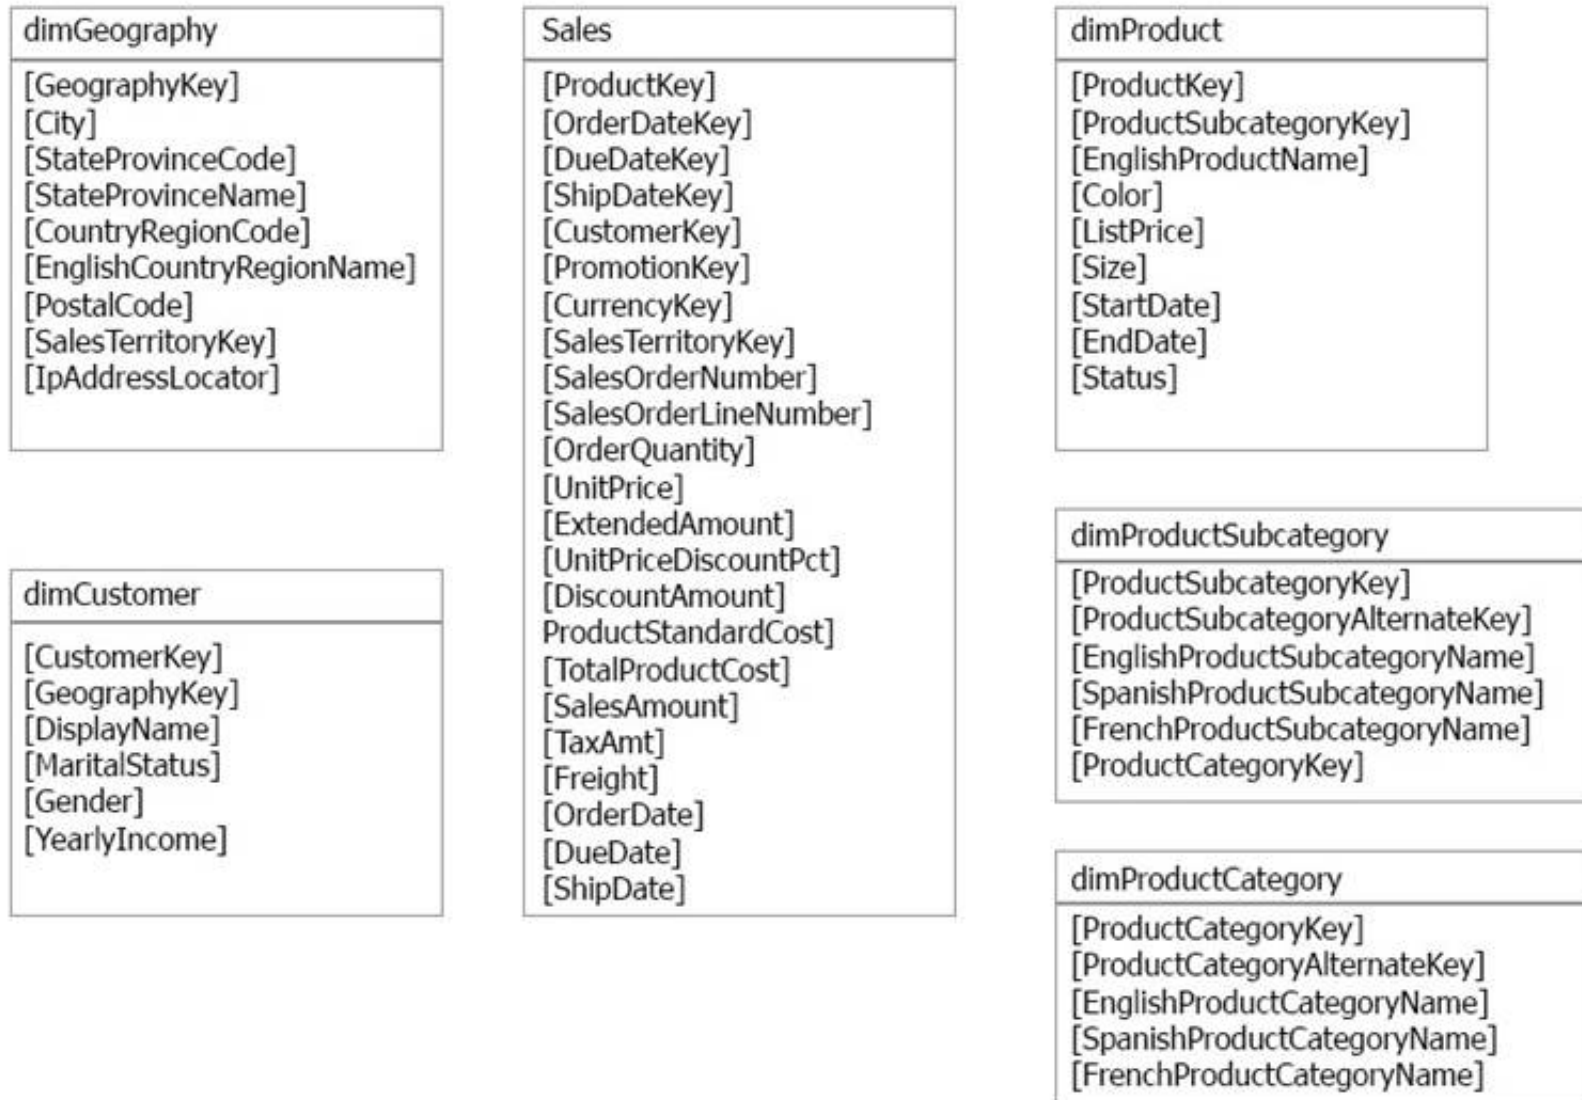 dimGeography
[GeographyKey]
[City]
[StateProvinceCode]
[StateProvinceName]
[CountryRegionCode]
[EnglishCountryRegionName]
[PostalCode]
[SalesTerritoryKey]
[IpAddressLocator]
dimCustomer
[CustomerKey]
[GeographyKey]
[DisplayName]
[MaritalStatus]
[Gender]
[YearlyIncome]
Sales
[ProductKey]
[OrderDateKey]
[DueDateKey]
[ShipDateKey]
[CustomerKey]
[PromotionKey]
[CurrencyKey]
[SalesTerritoryKey]
[SalesOrderNumber]
[SalesOrderLineNumber]
[OrderQuantity]
[UnitPrice]
[ExtendedAmount]
[UnitPriceDiscountPct]
[DiscountAmount]
ProductStandardCost]
[TotalProductCost]
[SalesAmount]
[TaxAmt]
[Freight]
[OrderDate]
[DueDate]
[ShipDate]
dimProduct
[ProductKey]
[ProductSubcategoryKey]
[EnglishProductName]
[Color]
[ListPrice]
[Size]
[StartDate]
[EndDate]
[Status]
dimProductSubcategory
[ProductSubcategoryKey]
[ProductSubcategoryAlternateKey]
[EnglishProductSubcategoryName]
[SpanishProductSubcategoryName]
[FrenchProductSubcategoryName]
[ProductCategoryKey]
dimProductCategory
[ProductCategoryKey]
[ProductCategoryAlternateKey]
[EnglishProductCategoryName]
[SpanishProductCategoryName]
[FrenchProductCategoryName]